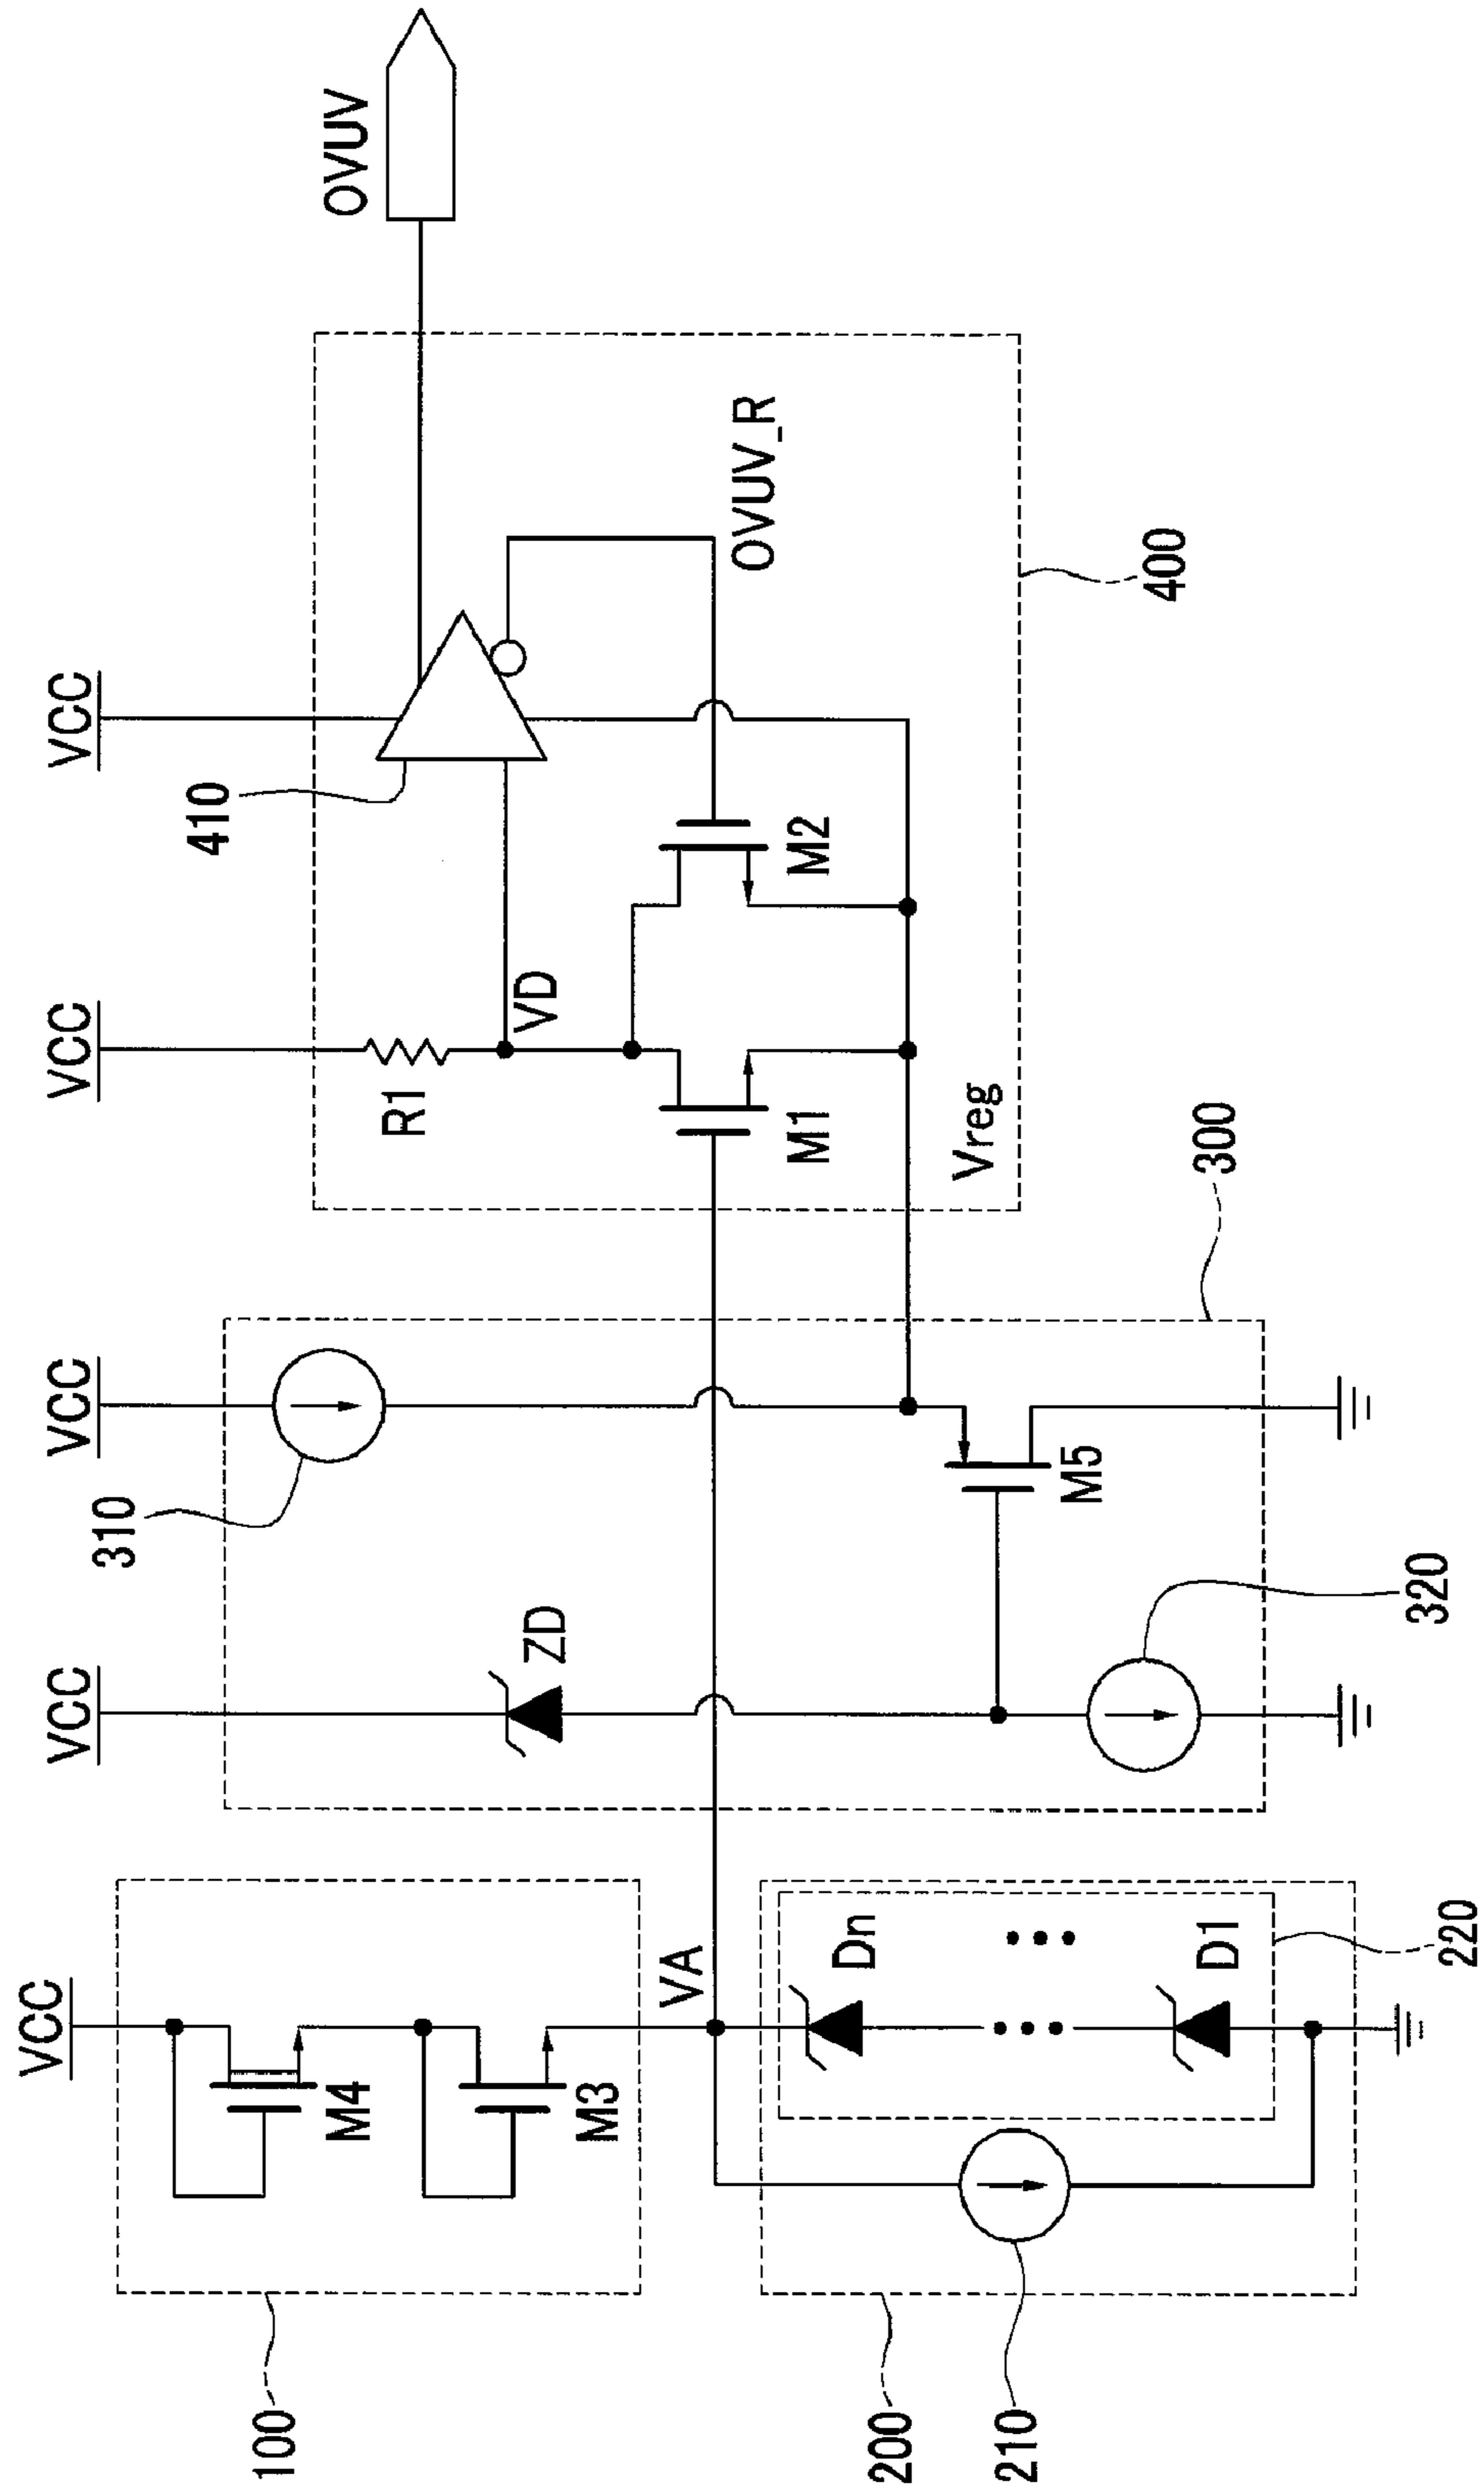 VCC
VCC
VCC
VCC
VCC
OVUV
410
R1
VD
OVUV_R
M1
M2
Vreg
400
310
ZD
M5
320
300
M4
M3
100
VA
Dn
D1
220
200
210